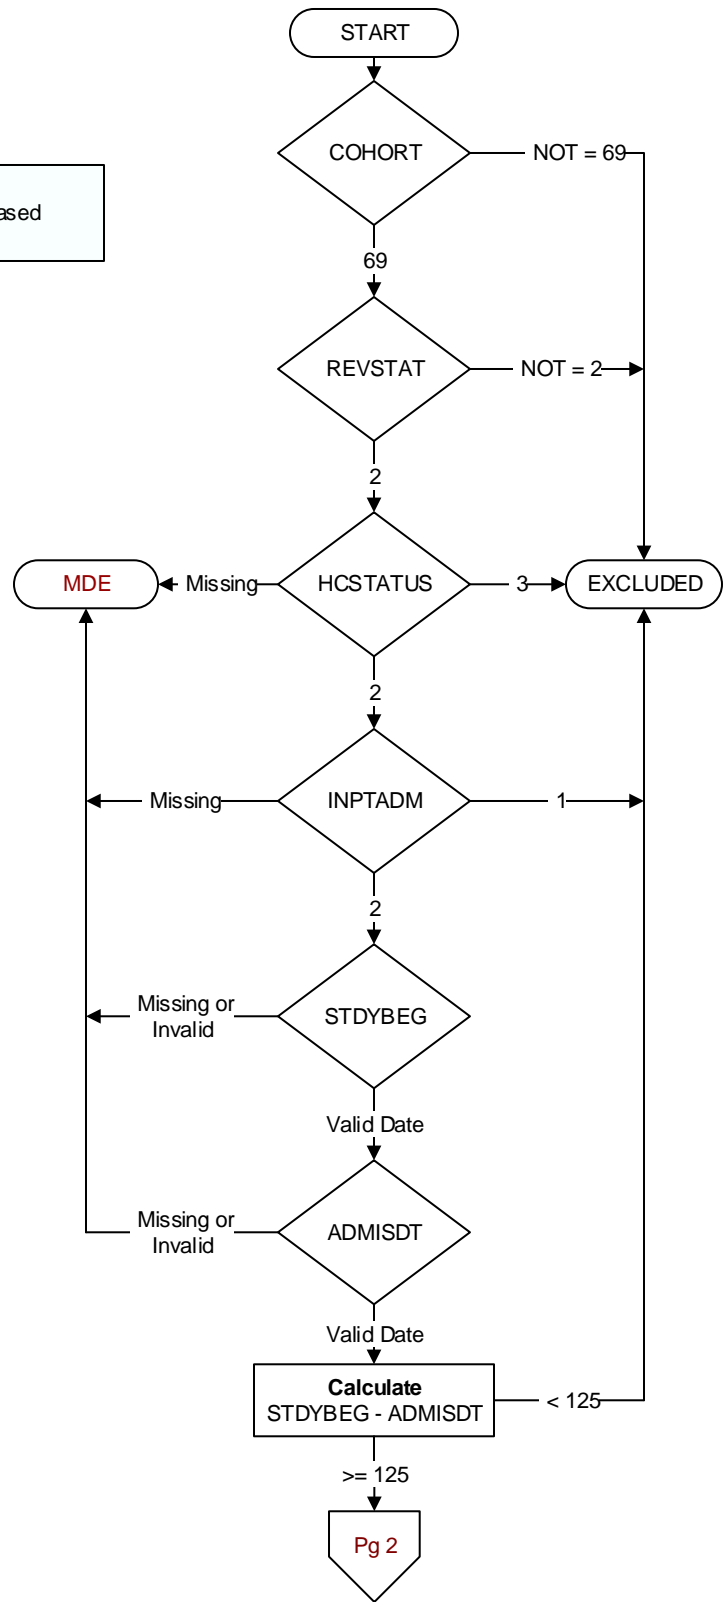 START
COHORT
NOT = 69
69
REVSTAT
NOT = 2
2
MDE
Missing
HCSTATUS
3
EXCLUDED
2
Missing
INPTADM
1
2
Missing or
Invalid
STDYBEG
Valid Date
Missing or
Invalid
ADMISDT
Valid Date
Calculate
STDYBEG - ADMISDT
< 125
>= 125
Pg 2